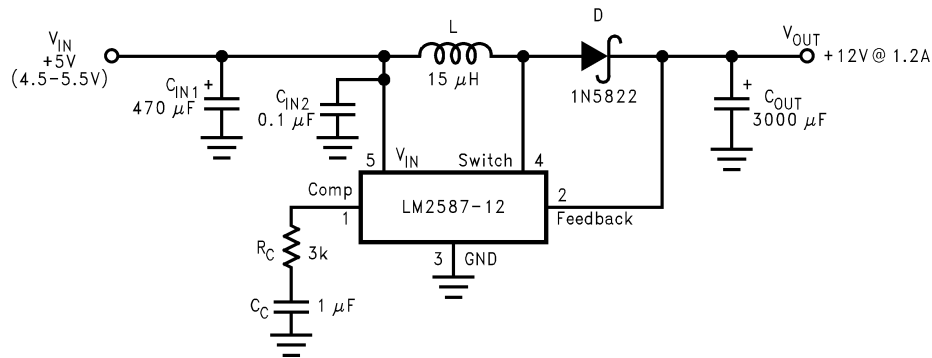 V_IN
+5V
(4.5-5.5V)
C_IN1 +
470 μF
C_IN2
0.1 μF
L
15 μH
D
1N5822
V_OUT
+12V@ 1.2A
+
C_OUT
3000 μF
5 V_IN
Switch 4
Comp
1
LM2587-12
2
Feedback
3 GND
R_C 3k
C_C 1 μF